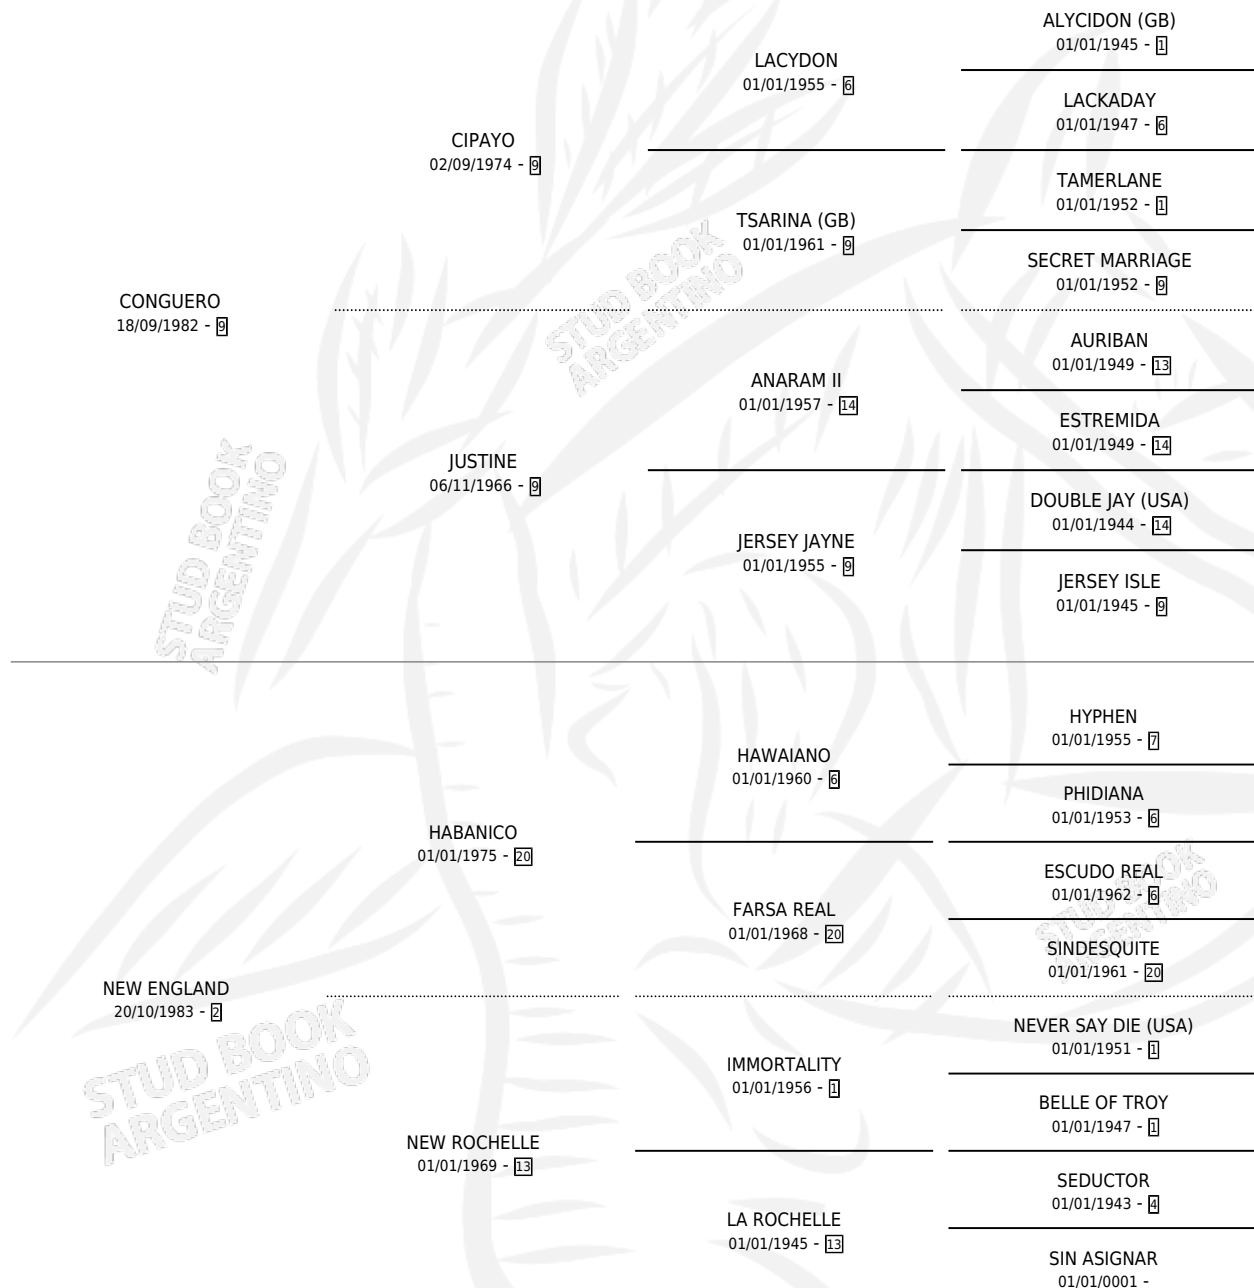 ALYCIDON (GB)
01/01/1945 - 1
LACYDON
01/01/1955 - 6
LACKADAY
01/01/1947 - 6
CIPAYO
02/09/1974 - 9
TAMERLANE
01/01/1952 - 1
TSARINA (GB)
01/01/1961 - 9
SECRET MARRIAGE
01/01/1952 - 9
CONGUERO
18/09/1982 - 9
STUD BOOK
ARGENTINO
AURIBAN
01/01/1949 - 13
ANARAM II
01/01/1957 - 14
ESTREMIDA
01/01/1949 - 14
JUSTINE
06/11/1966 - 9
DOUBLE JAY (USA)
01/01/1944 - 14
JERSEY JAYNE
01/01/1955 - 9
JERSEY ISLE
01/01/1945 - 9
STUD BOOK
ARGENTINO
HYPHEN
01/01/1955 - 7
HAWAIANO
01/01/1960 - 6
PHIDIANA
01/01/1953 - 6
HABANICO
01/01/1975 - 20
ESCUDO REAL
01/01/1962 - 6
FARSA REAL
01/01/1968 - 20
STUD BOOK
ARGENTINO
SINDESQUITE
01/01/1961 - 20
NEW ENGLAND
20/10/1983 - 2
STUD BOOK
ARGENTINO
NEVER SAY DIE (USA)
01/01/1951 - 1
IMMORTALITY
01/01/1956 - 1
BELLE OF TROY
01/01/1947 - 1
NEW ROCHELLE
01/01/1969 - 13
SEDUCTOR
01/01/1943 - 4
LA ROCHELLE
01/01/1945 - 13
SIN ASIGNAR
01/01/0001 -